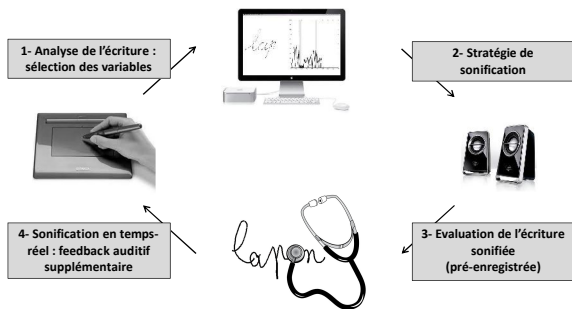 1- Analyse de l'écriture :
sélection des variables
2- Stratégie de
sonification
3- Evaluation de l'écriture
sonifiée
(pré-enregistrée)
4- Sonification en temps-
réel : feedback auditif
supplémentaire
lapin